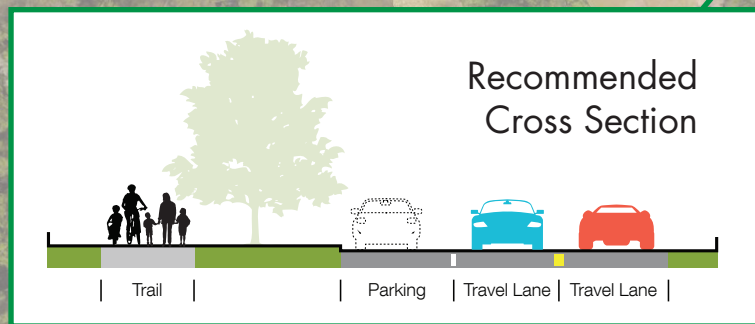 Recommended
Cross Section
Trail
Parking
Travel Lane
Travel Lane